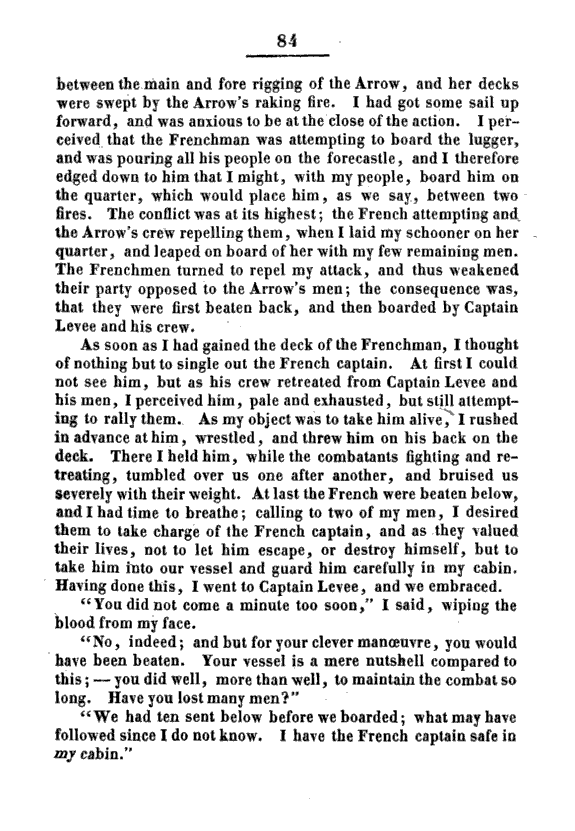 84
between the main and fore rigging of the Arrow, and her decks
were swept by the Arrow's raking fire. I had got some sail up
forward, and was anxious to be at the close of the action. I per-
ceived that the Frenchman was attempting to board the lugger,
and was pouring all his people on the forecastle, and I therefore
edged down to him that I might, with my people, board him on
the quarter, which would place him, as we say, between two
fires. The conflict was at its highest; the French attempting and
the Arrow's crew repelling them, when I laid my schooner on her
quarter, and leaped on board of her with my few remaining men.
The Frenchmen turned to repel my attack, and thus weakened
their party opposed to the Arrow's men; the consequence was,
that they were first beaten back, and then boarded by Captain
Levee and his crew.
As soon as I had gained the deck of the Frenchman, I thought
of nothing but to single out the French captain. At first I could
not see him, but as his crew retreated from Captain Levee and
his men, I perceived him, pale and exhausted, but still attempt-
ing to rally them. As my object was to take him alive, I rushed
in advance at him, wrestled, and threw him on his back on the
deck. There I held him, while the combatants fighting and re-
treating, tumbled over us one after another, and bruised us
severely with their weight. At last the French were beaten below,
and I had time to breathe; calling to two of my men, I desired
them to take charge of the French captain, and as they valued
their lives, not to let him escape, or destroy himself, but to
take him into our vessel and guard him carefully in my cabin.
Having done this, I went to Captain Levee, and we embraced.
“You did not come a minute too soon,” I said, wiping the
blood from my face.
“No, indeed; and but for your clever manœuvre, you would
have been beaten. Your vessel is a mere nutshell compared to
this; — you did well, more than well, to maintain the combat so
long. Have you lost many men?”
“We had ten sent below before we boarded; what may have
followed since I do not know. I have the French captain safe in
my cabin.”